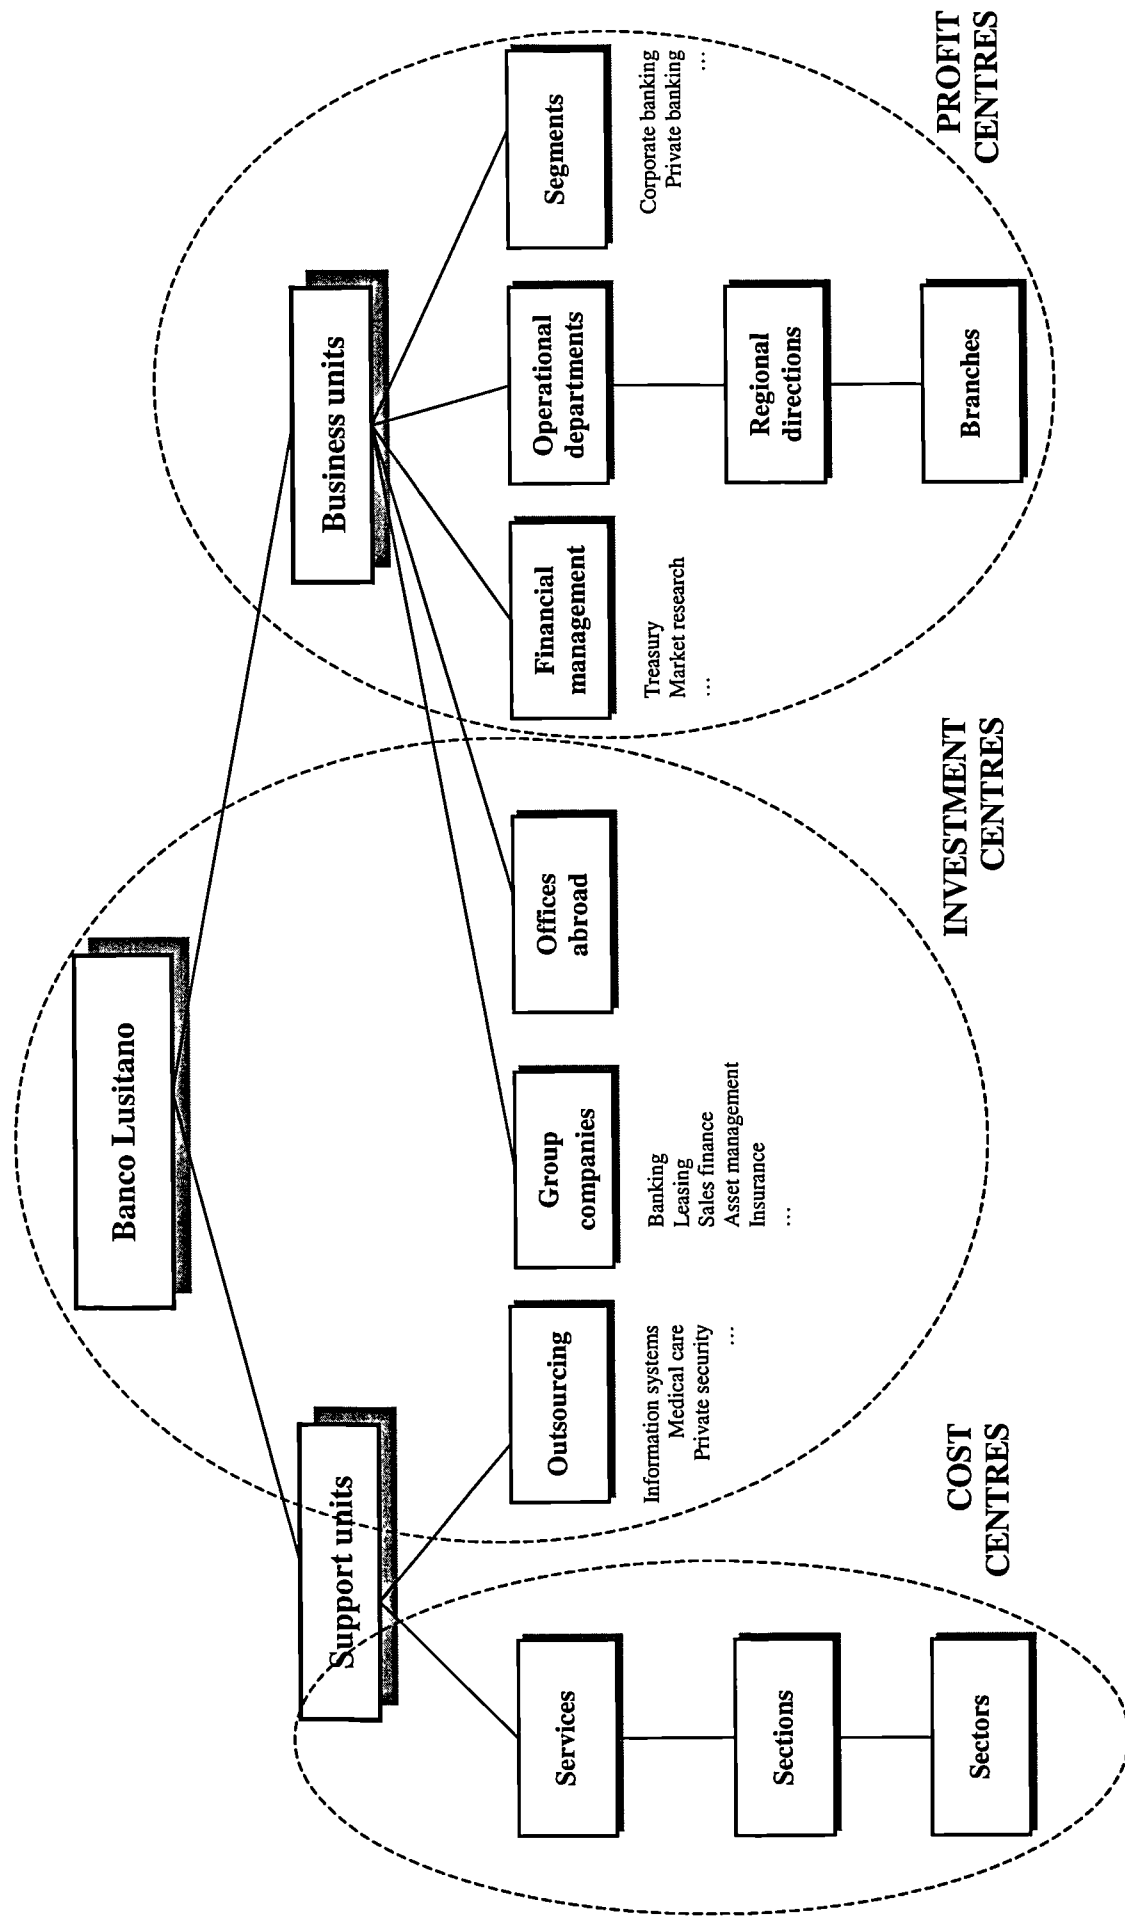 Banco Lusitano
Support units
Business units
Services
Outsourcing
Group
companies
Offices
abroad
Financial
management
Operational
departments
Segments
Information systems
Medical care
Private security
…
Banking
Leasing
Sales finance
Asset management
Insurance
…
Treasury
Market research
…
Corporate banking
Private banking
…
Sections
Regional
directions
Sectors
Branches
COST
CENTRES
INVESTMENT
CENTRES
PROFIT
CENTRES